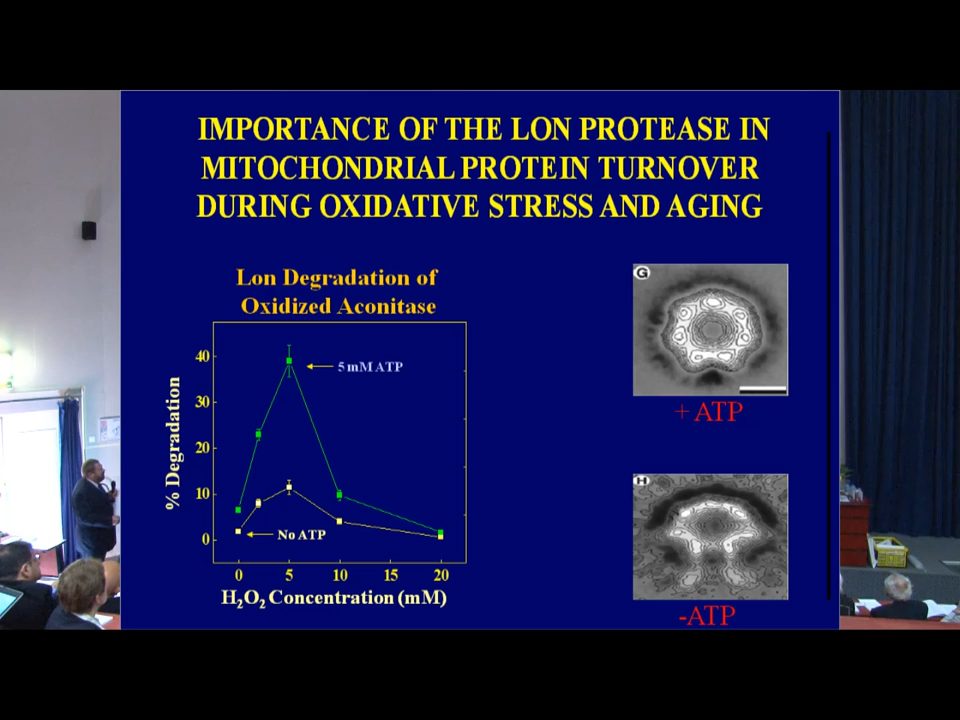 IMPORTANCE OF THE LON PROTEASE IN
MITOCHONDRIAL PROTEIN TURNOVER
DURING OXIDATIVE STRESS AND AGING
Lon Degradation of
Oxidized Aconitase
40
30
20
10
0
% Degradation
5 mM ATP
No ATP
0 5 10 15 20
H₂O₂ Concentration (mM)
G
+ ATP
H
-ATP